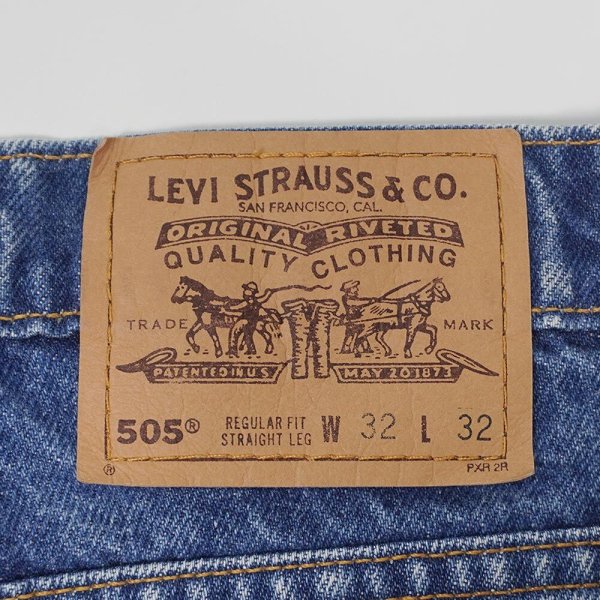 LEVI STRAUSS & CO.
SAN FRANCISCO, CAL.
ORIGINAL RIVETED
QUALITY CLOTHING
TRADE MARK
PATENTED IN U.S. MAY 20 1873
505® REGULAR FIT W 32 L 32
STRAIGHT LEG
® PXR 2R